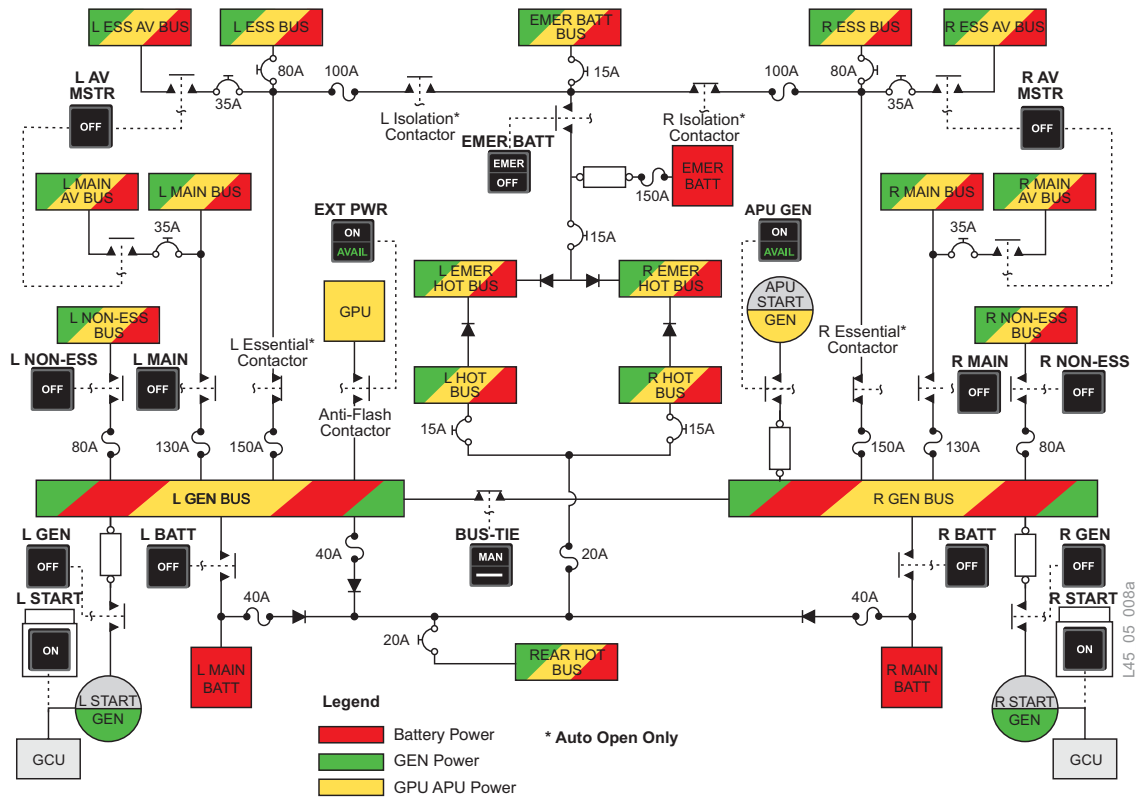 L ESS AV BUS
L ESS BUS
EMER BATT
BUS
R ESS BUS
R ESS AV BUS
80A
15A
80A
L AV
MSTR
OFF
35A
100A
100A
35A
R AV
MSTR
OFF
L Isolation*
Contactor
R Isolation*
Contactor
EMER BATT
EMER
OFF
EMER
BATT
150A
L MAIN
AV BUS
L MAIN BUS
R MAIN BUS
R MAIN
AV BUS
35A
35A
EXT PWR
ON
AVAIL
15A
APU GEN
ON
AVAIL
L EMER
HOT BUS
R EMER
HOT BUS
GPU
APU
START
GEN
L NON-ESS
BUS
R NON-ESS
BUS
L Essential*
Contactor
R Essential*
Contactor
L NON-ESS
OFF
L MAIN
OFF
L HOT
BUS
R HOT
BUS
R MAIN
OFF
R NON-ESS
OFF
Anti-Flash
Contactor
15A
15A
80A
130A
150A
150A
130A
80A
L GEN BUS
R GEN BUS
L GEN
OFF
L BATT
OFF
40A
BUS-TIE
MAN
20A
R BATT
OFF
R GEN
OFF
L START
ON
40A
40A
R START
ON
20A
REAR HOT
BUS
L MAIN
BATT
R MAIN
BATT
L START
GEN
R START
GEN
GCU
GCU
Legend
Battery Power
GEN Power
GPU APU Power
* Auto Open Only
L45 05 008a